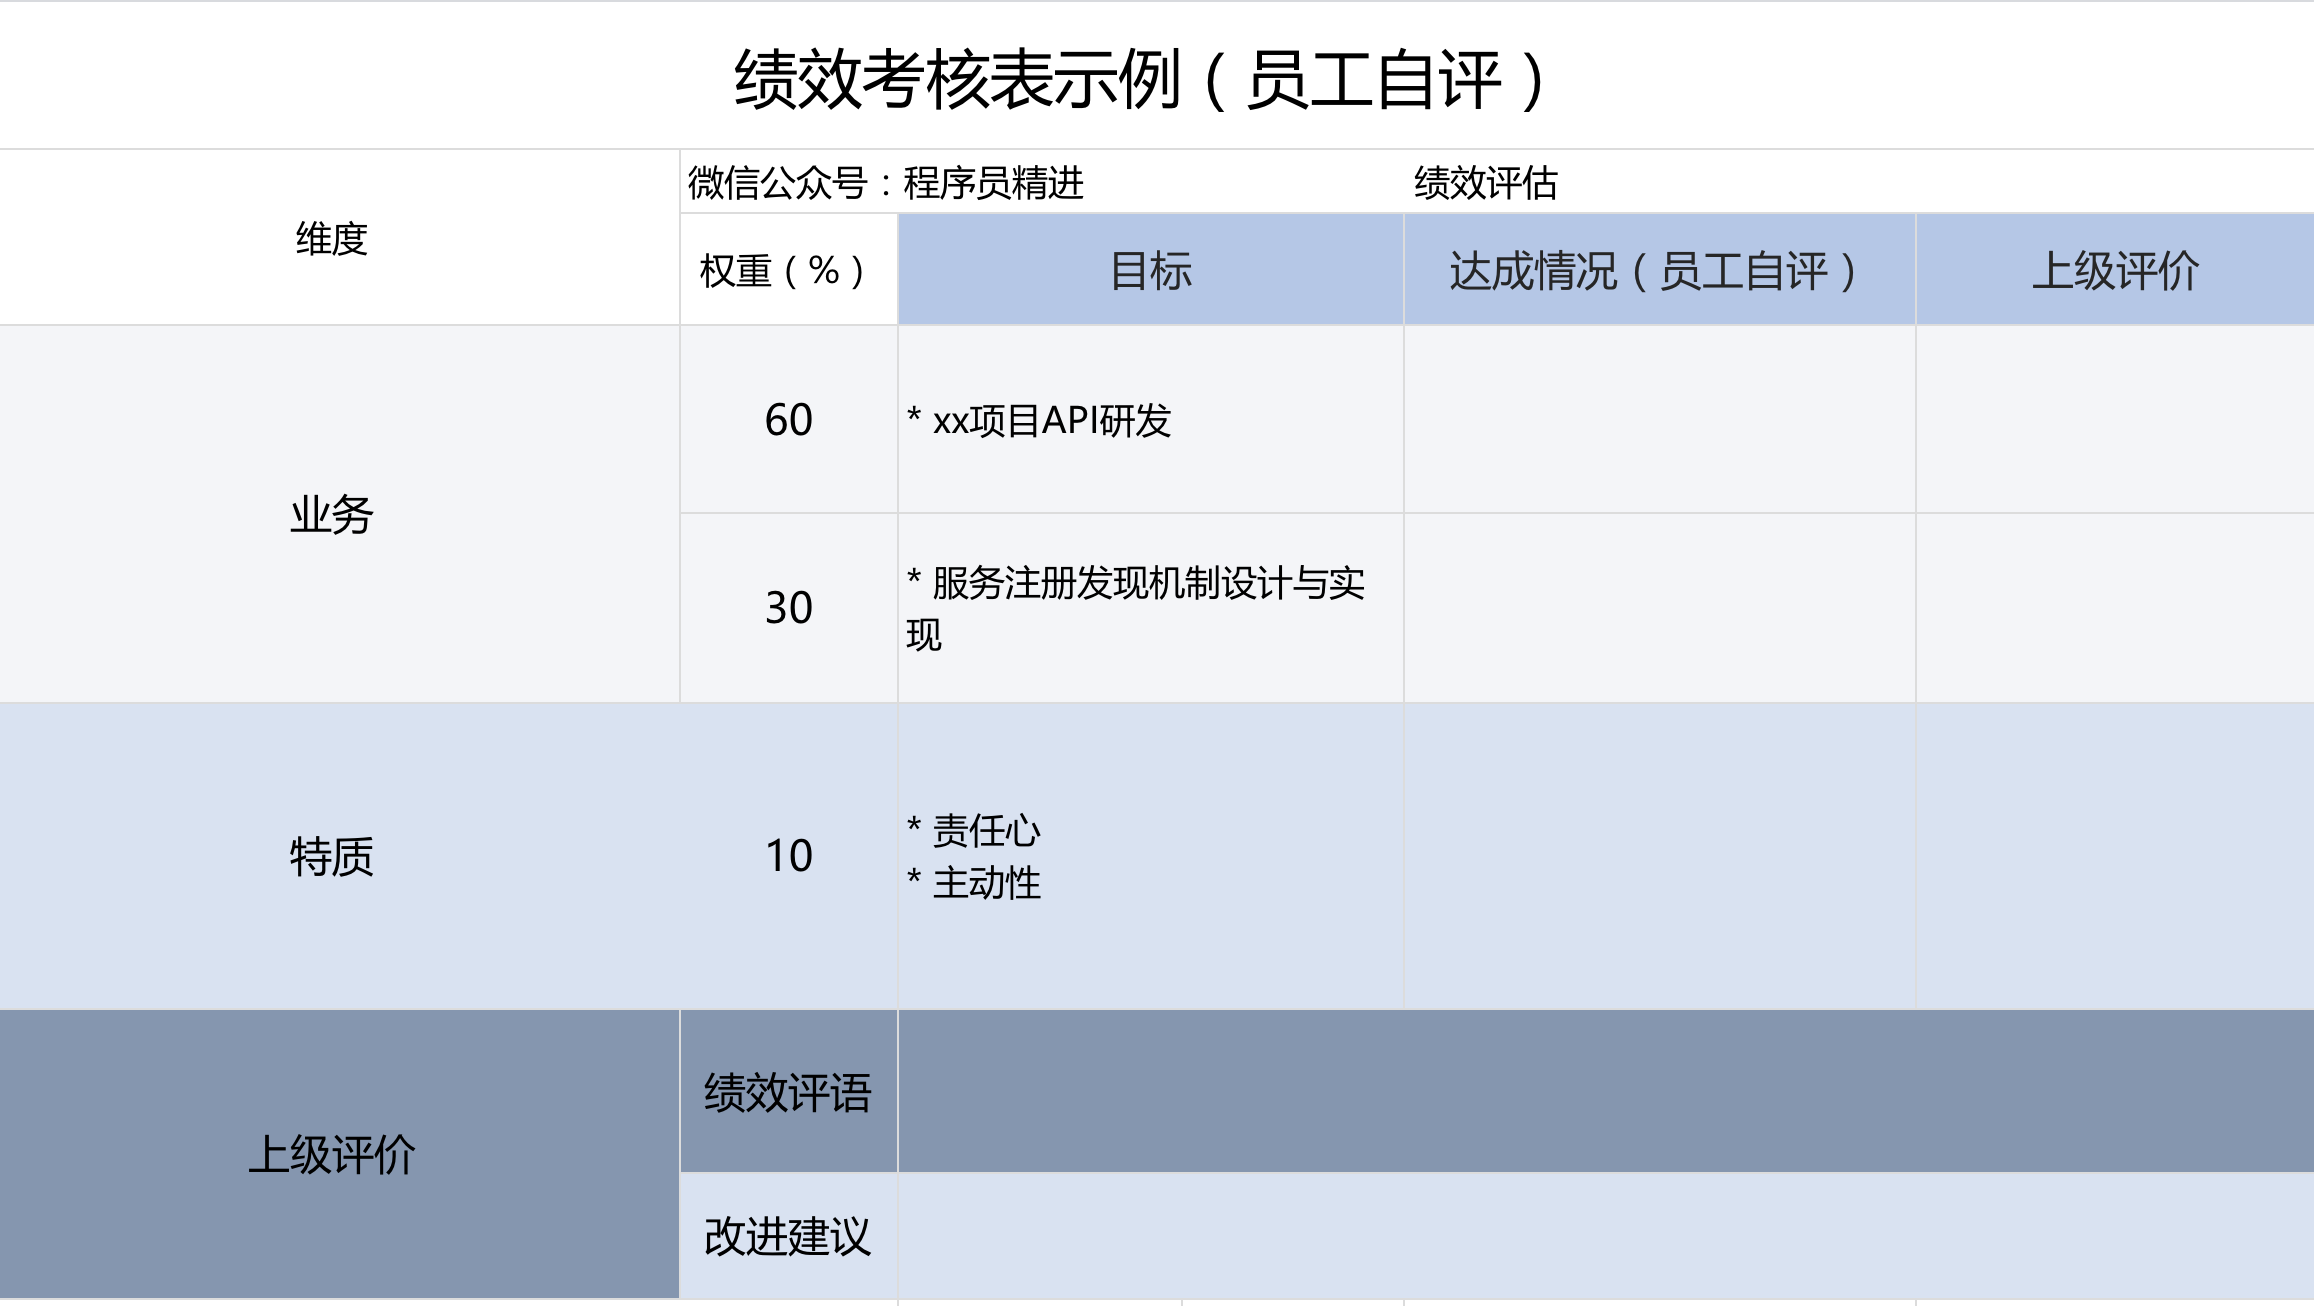 绩效考核表示例（员工自评）
维度
微信公众号：程序员精进
绩效评估
权重（%）
目标
达成情况（员工自评）
上级评价
业务
60
* xx项目API研发
30
* 服务注册发现机制设计与实
现
特质
10
* 责任心
* 主动性
上级评价
绩效评语
改进建议